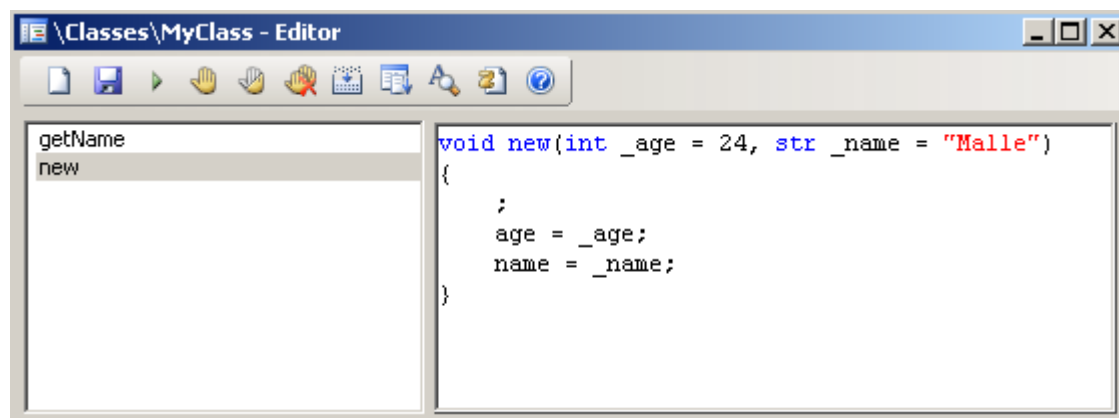 \Classes\MyClass - Editor
getName
new
void new(int _age = 24, str _name = "Malle")
{
    ;
    age = _age;
    name = _name;
}